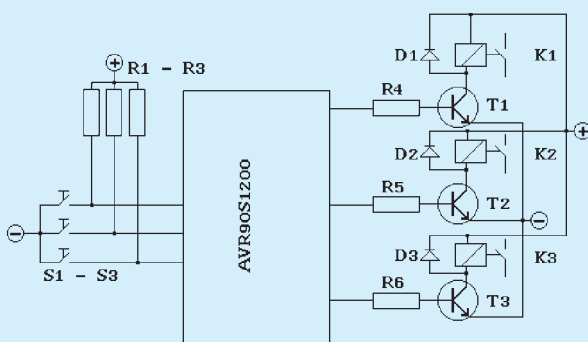 D1
K1
R1 - R3
R4
T1
D2
K2
R5
T2
AVR90S1200
S1 - S3
D3
K3
R6
T3